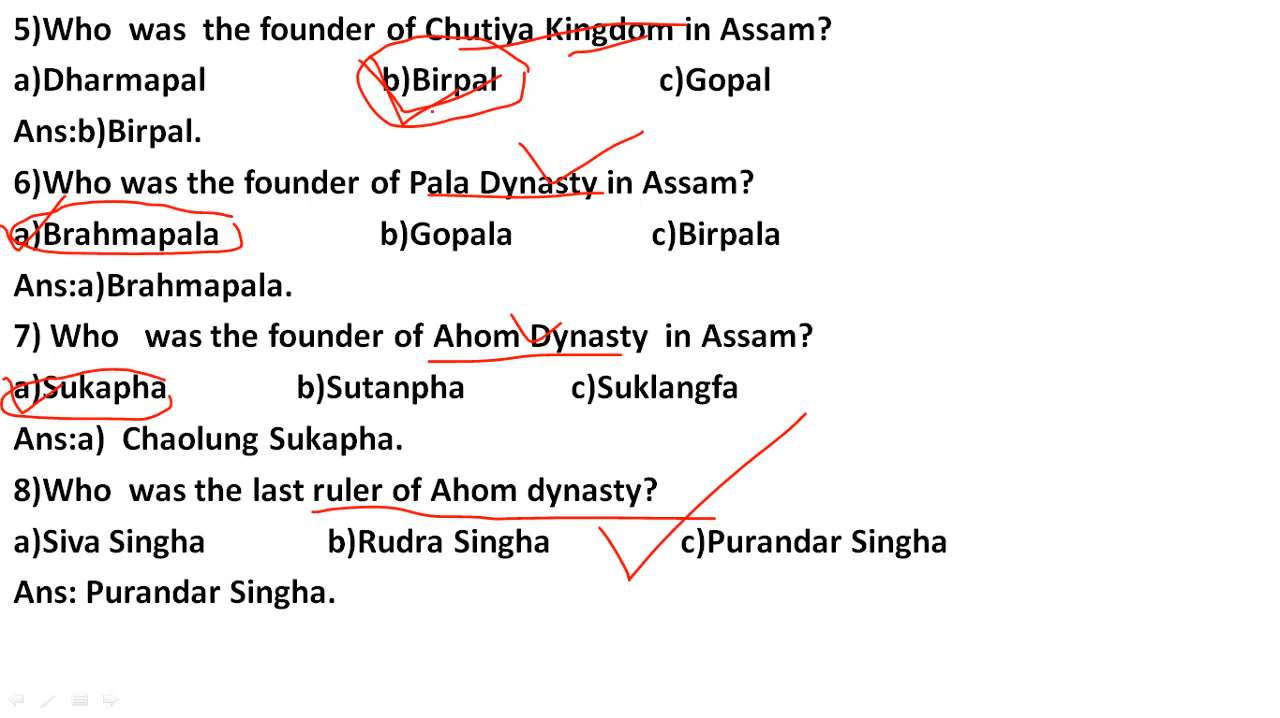 5)Who was the founder of Chutiya Kingdom in Assam?
a)Dharmapal b)Birpal c)Gopal
Ans:b)Birpal.
6)Who was the founder of Pala Dynasty in Assam?
a)Brahmapala b)Gopala c)Birpala
Ans:a)Brahmapala.
7) Who was the founder of Ahom Dynasty in Assam?
a)Sukapha b)Sutanpha c)Suklangfa
Ans:a) Chaolung Sukapha.
8)Who was the last ruler of Ahom dynasty?
a)Siva Singha b)Rudra Singha c)Purandar Singha
Ans: Purandar Singha.